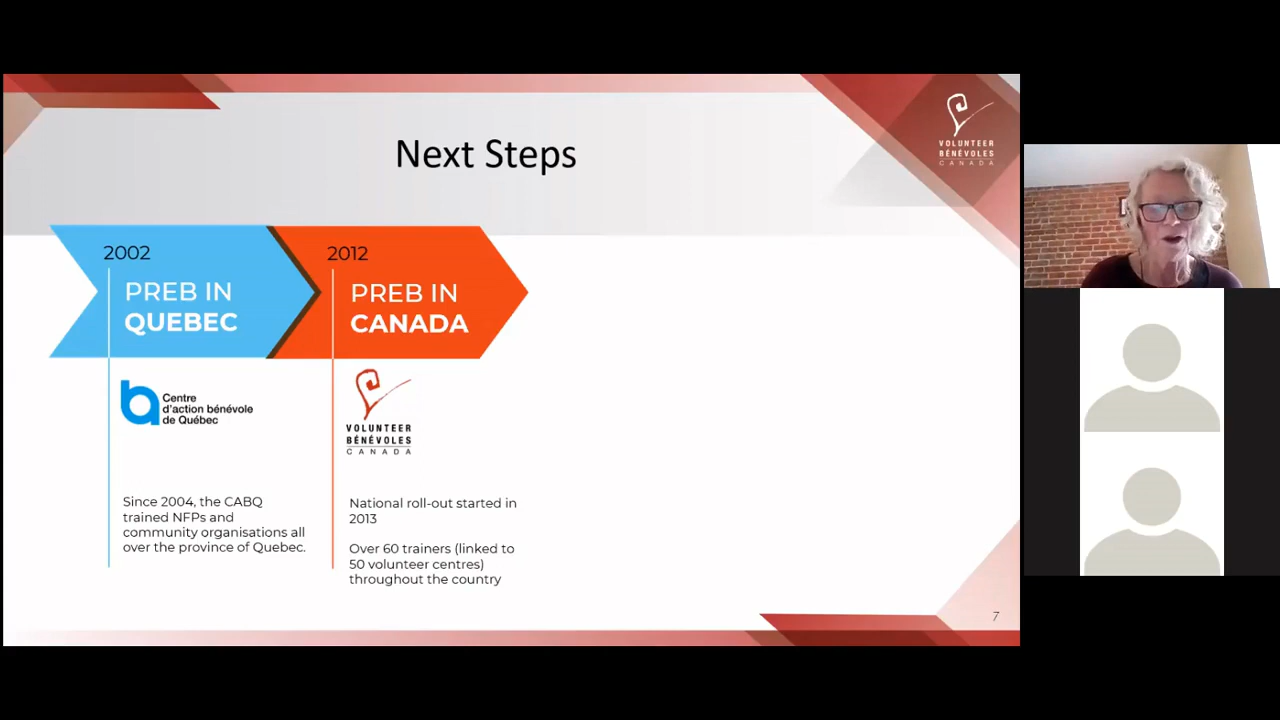 Next Steps
VOLUNTEER
BÉNÉVOLES
CANADA
2002
PREB IN
QUEBEC
2012
PREB IN
CANADA
Centre
d'action bénévole
de Québec
VOLUNTEER
BÉNÉVOLES
CANADA
Since 2004, the CABQ
trained NFPs and
community organisations all
over the province of Quebec.
National roll-out started in
2013
Over 60 trainers (linked to
50 volunteer centres)
throughout the country
7